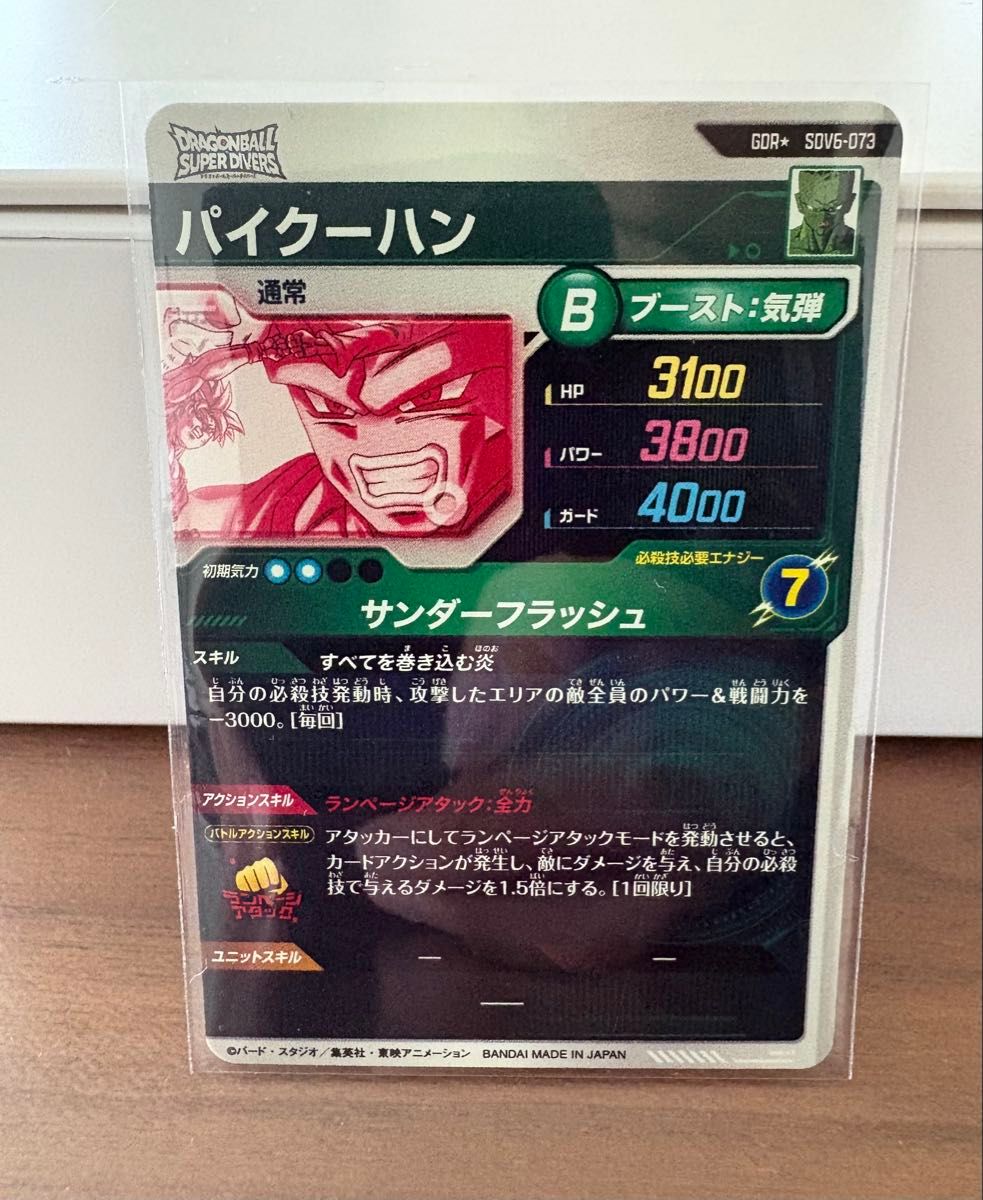 DRAGONBALL
SUPER DIVERS
GDR★ SDV6-073
パイクーハン
通常
B ブースト:気弾
HP 3100
パワー 3800
ガード 4000
初期気力
必殺技必要エナジー
7
サンダーフラッシュ
スキル すべてを巻き込む炎
自分の必殺技発動時、攻撃したエリアの敵全員のパワー&戦闘力を
-3000。[毎回]
アクションスキル ランページアタック:全力
バトルアクションスキル
ランページ
アタック
アタッカーにしてランページアタックモードを発動させると、
カードアクションが発生し、敵にダメージを与え、自分の必殺
技で与えるダメージを1.5倍にする。[1回限り]
ユニットスキル
©バード・スタジオ/集英社・東映アニメーション BANDAI MADE IN JAPAN